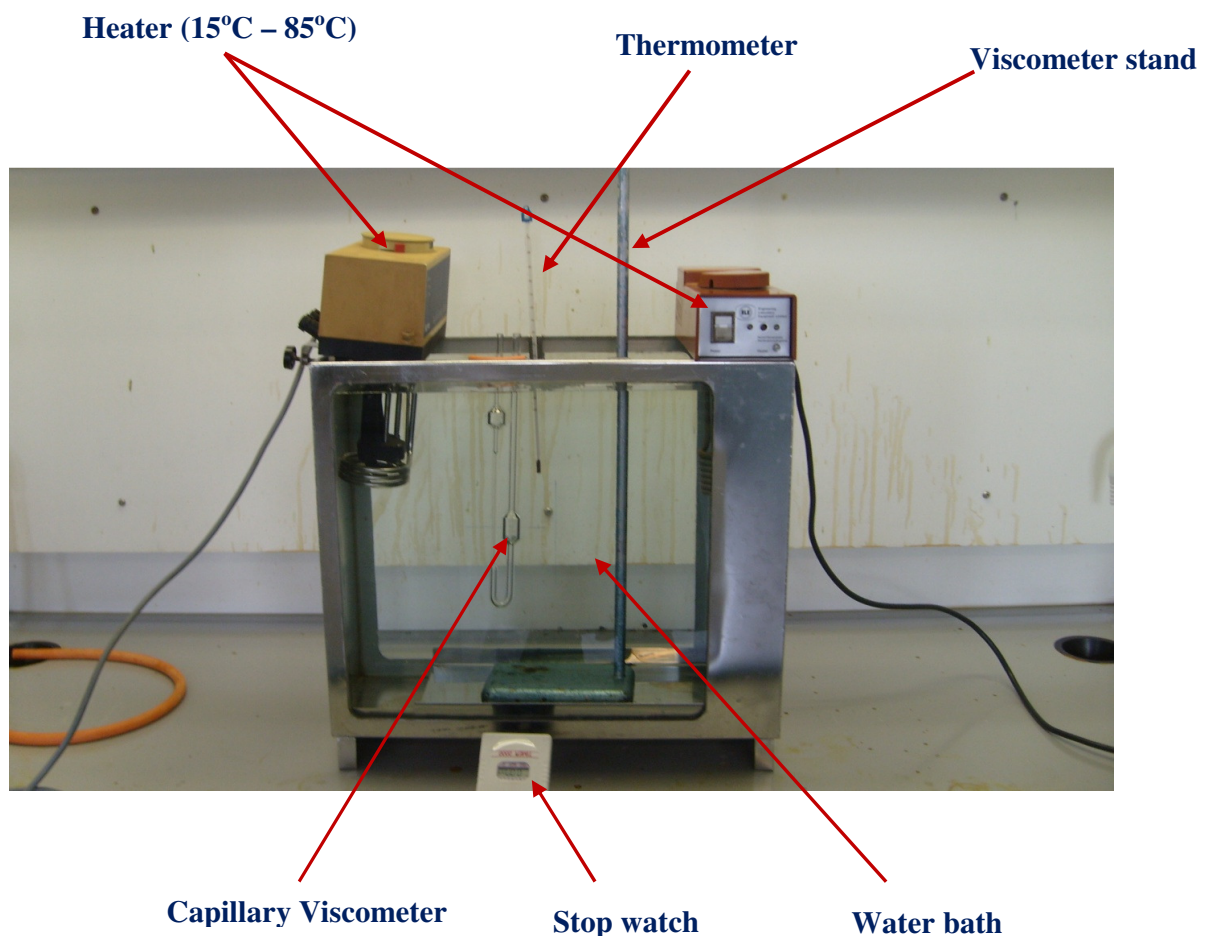 Heater (15°C – 85°C)
Thermometer
Viscometer stand
Capillary Viscometer
Stop watch
Water bath